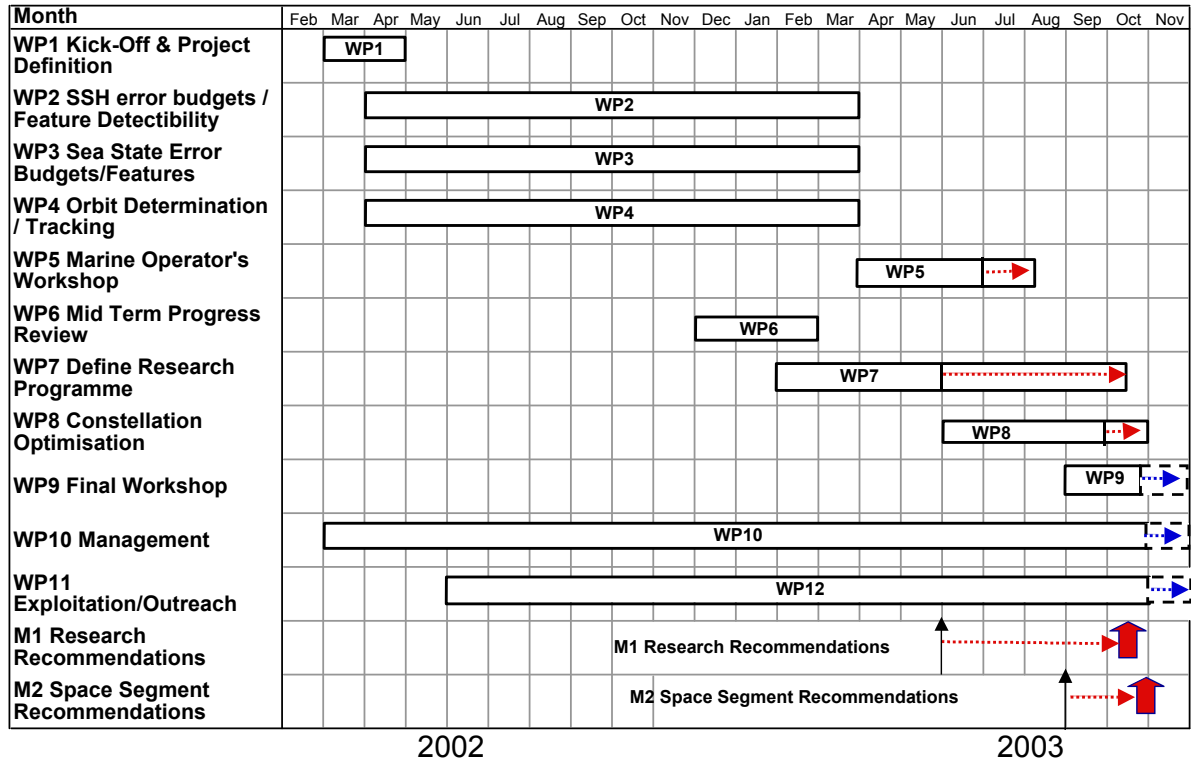 Month Feb Mar Apr May Jun Jul Aug Sep Oct Nov Dec Jan Feb Mar Apr May Jun Jul Aug Sep Oct Nov
WP1 Kick-Off & Project
Definition
WP1
WP2 SSH error budgets /
Feature Detectibility
WP2
WP3 Sea State Error
Budgets/Features
WP3
WP4 Orbit Determination
/ Tracking
WP4
WP5 Marine Operator's
Workshop
WP5
WP6 Mid Term Progress
Review
WP6
WP7 Define Research
Programme
WP7
WP8 Constellation
Optimisation
WP8
WP9 Final Workshop
WP9
WP10 Management
WP10
WP11
Exploitation/Outreach
WP12
M1 Research
Recommendations
M1 Research Recommendations
M2 Space Segment
Recommendations
M2 Space Segment Recommendations
2002 2003